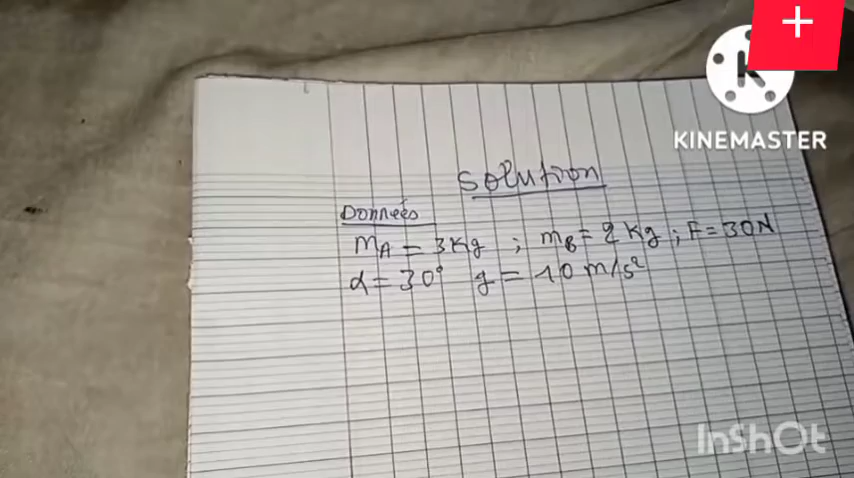 +
K
KINEMASTER
Solution
Données
mA = 3Kg ; mB = 2 Kg ; F = 30N
α = 30° g = 10 m/s²
InShOt